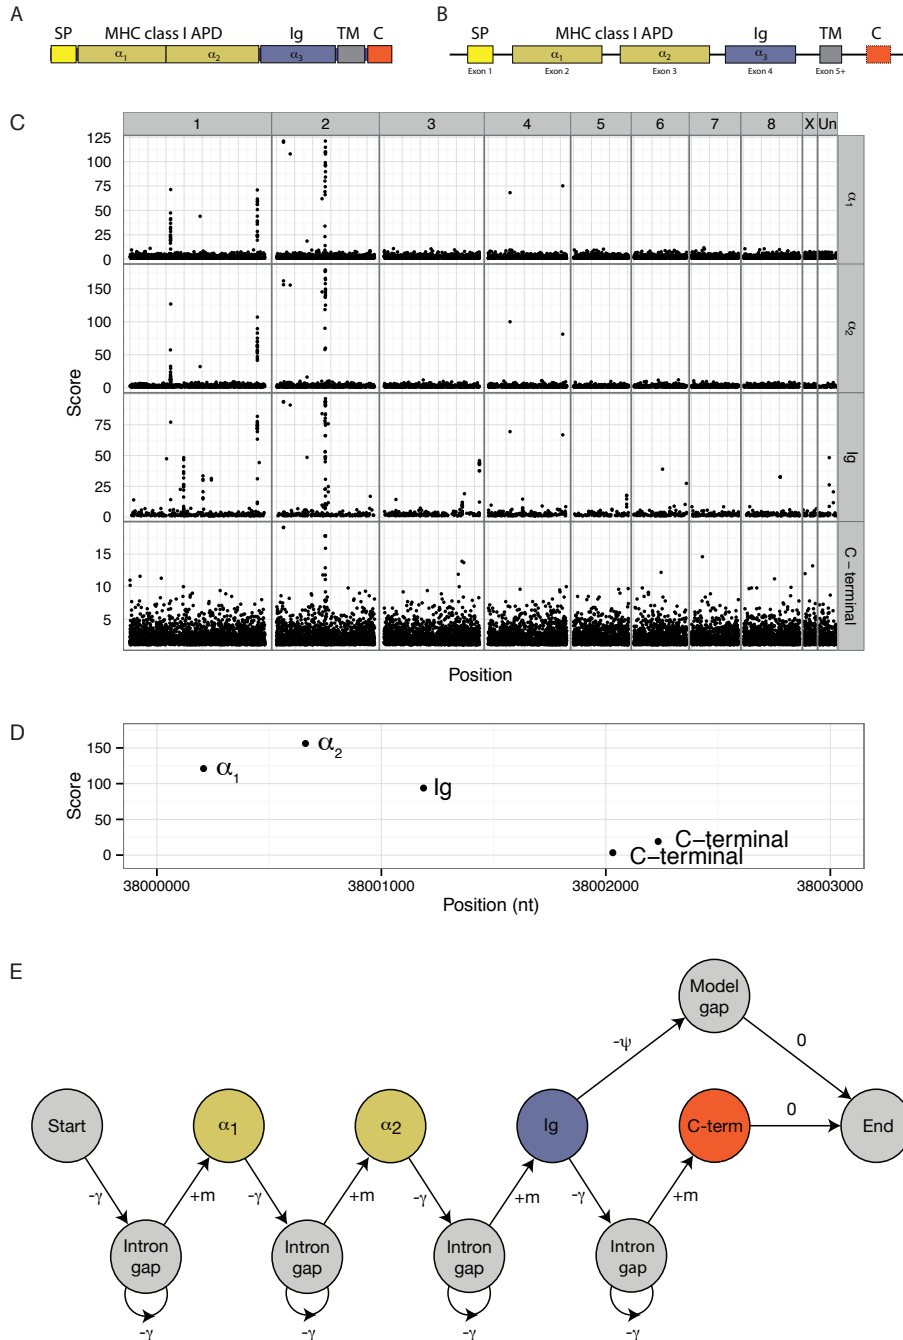 A
SP MHC class I APD Ig TM C
α1 α2 α3
B
SP MHC class I APD Ig TM C
α1 α2 α3
Exon 1 Exon 2 Exon 3 Exon 4 Exon 5+
C
1 2 3 4 5 6 7 8 X Un
125
100
75
50
25
0
α1
150
100
50
0
α2
75
50
25
0
Ig
15
10
5
C-terminal
Score
Position
D
150
100
50
0
Score
α1
α2
Ig
C-terminal
C-terminal
38000000 38001000 38002000 38003000
Position (nt)
E
Model
gap
-ψ 0
Start α1 α2 Ig C-term 0 End
-γ +m -γ +m -γ +m -γ +m
Intron
gap
Intron
gap
Intron
gap
Intron
gap
-γ -γ -γ -γ